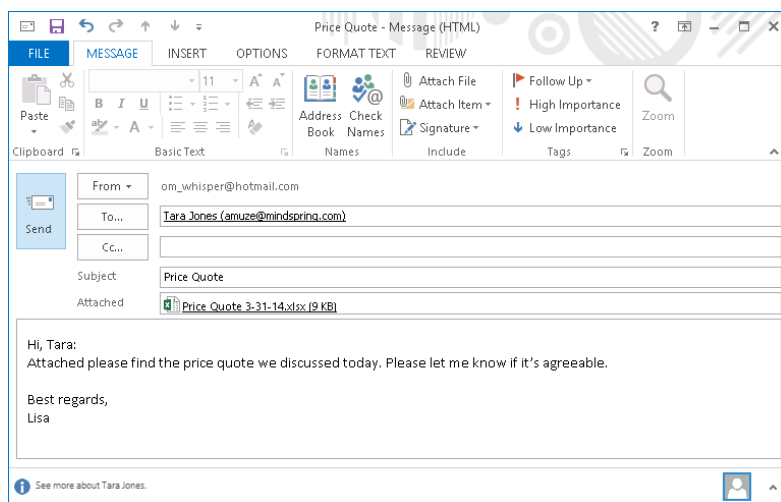 Price Quote - Message (HTML)
?
FILE MESSAGE INSERT OPTIONS FORMAT TEXT REVIEW
Paste
11 A A
B I U
ab A
Address Book
Check Names
Attach File
Attach Item
Signature
Follow Up
High Importance
Low Importance
Zoom
Clipboard Basic Text Names Include Tags Zoom
Send
From om_whisper@hotmail.com
To... Tara Jones (amuze@mindspring.com)
Cc...
Subject Price Quote
Attached Price Quote 3-31-14.xlsx (9 KB)
Hi, Tara:
Attached please find the price quote we discussed today. Please let me know if it's agreeable.
Best regards,
Lisa
See more about Tara Jones.